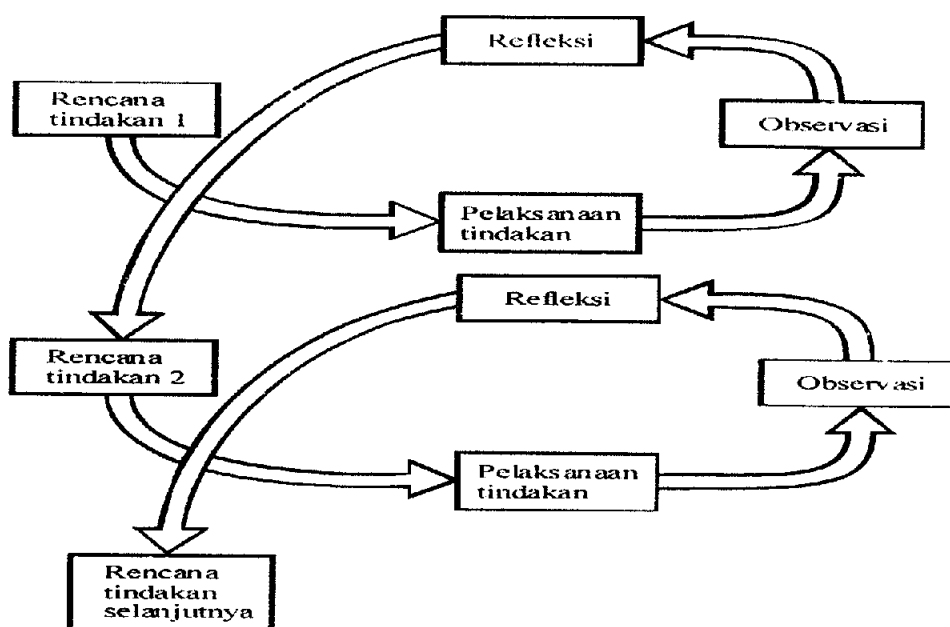 Refleksi
Rencana
tindakan 1
Observasi
Pelaksanaan
tindakan
Refleksi
Rencana
tindakan 2
Observasi
Pelaksanaan
tindakan
Rencana
tindakan
selanjutnya